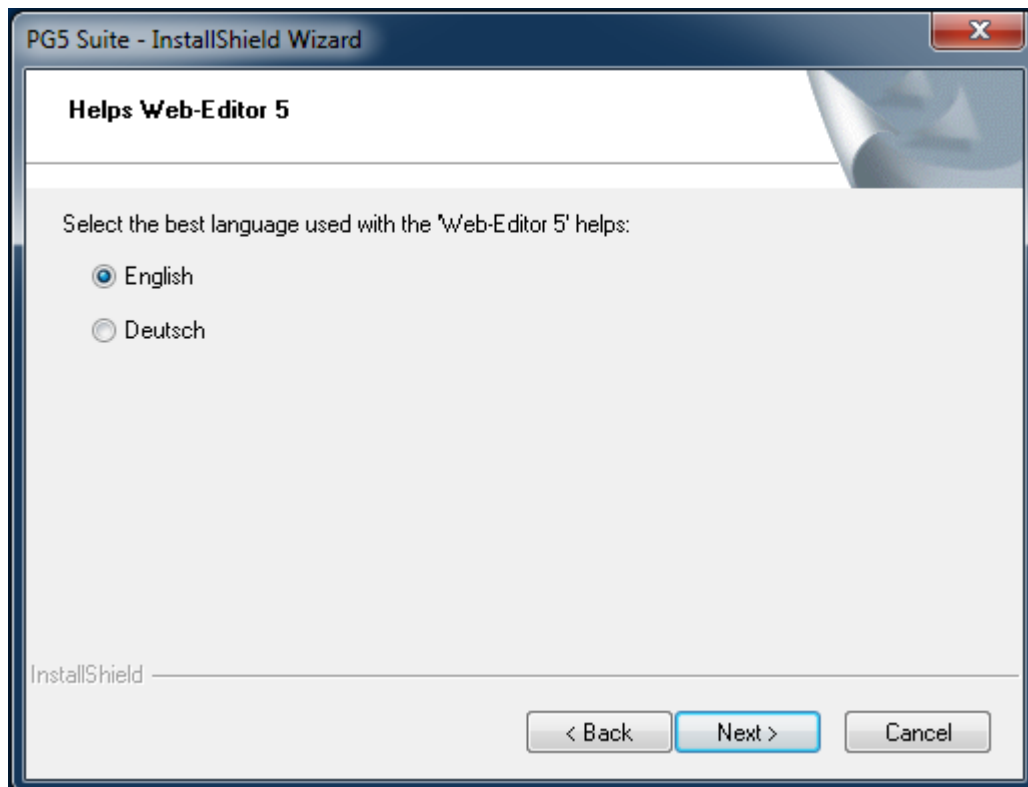 PG5 Suite - InstallShield Wizard
Helps Web-Editor 5
Select the best language used with the 'Web-Editor 5' helps:
English
Deutsch
InstallShield
< Back Next > Cancel